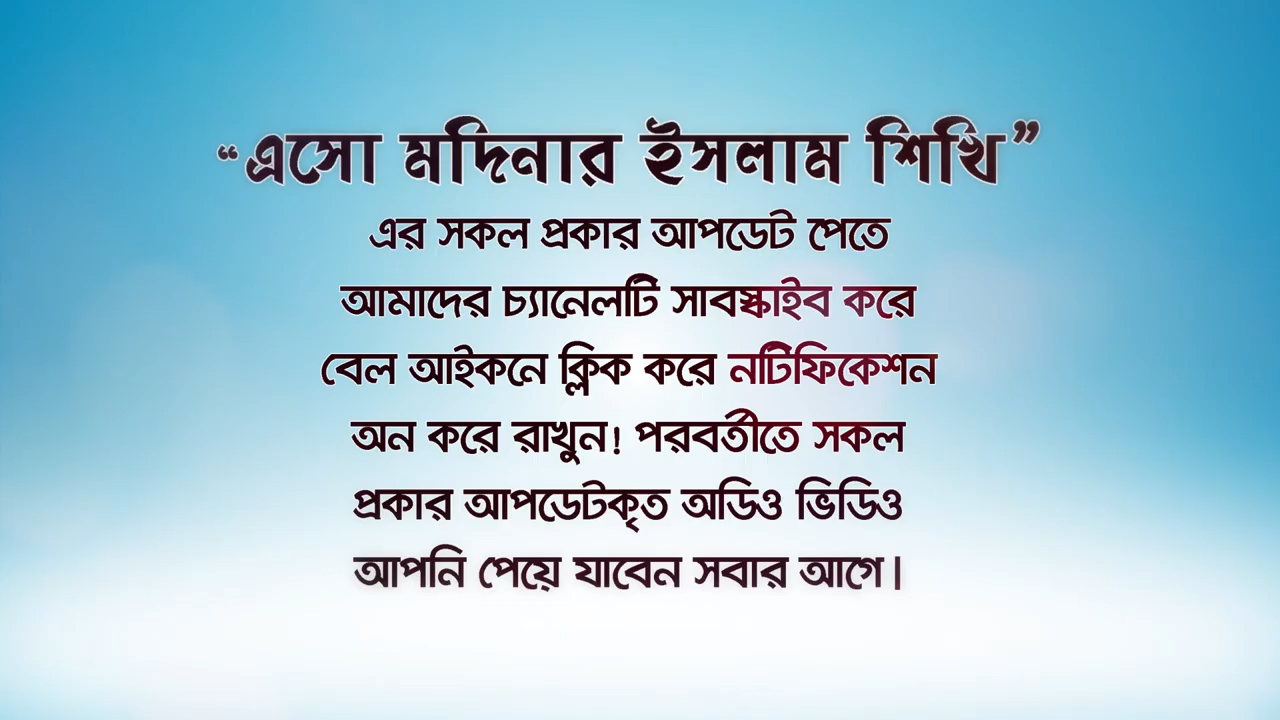 “এসো মদিনার ইসলাম শিখি”
এর সকল প্রকার আপডেট পেতে
আমাদের চ্যানেলটি সাবস্ক্রাইব করে
বেল আইকনে ক্লিক করে নটিফিকেশন
অন করে রাখুন! পরবর্তীতে সকল
প্রকার আপডেটকৃত অডিও ভিডিও
আপনি পেয়ে যাবেন সবার আগে।